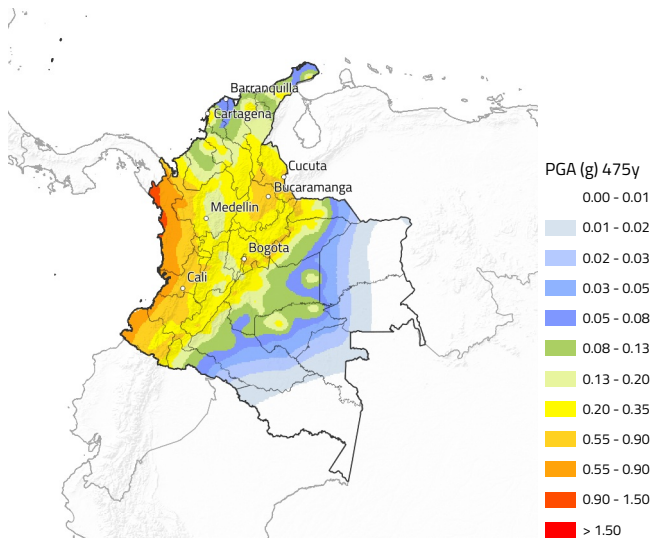 Barranquilla
Cartagena
Cucuta
Bucaramanga
Medellin
Bogota
Cali
PGA (g) 475y
0.00 - 0.01
0.01 - 0.02
0.02 - 0.03
0.03 - 0.05
0.05 - 0.08
0.08 - 0.13
0.13 - 0.20
0.20 - 0.35
0.55 - 0.90
0.55 - 0.90
0.90 - 1.50
> 1.50